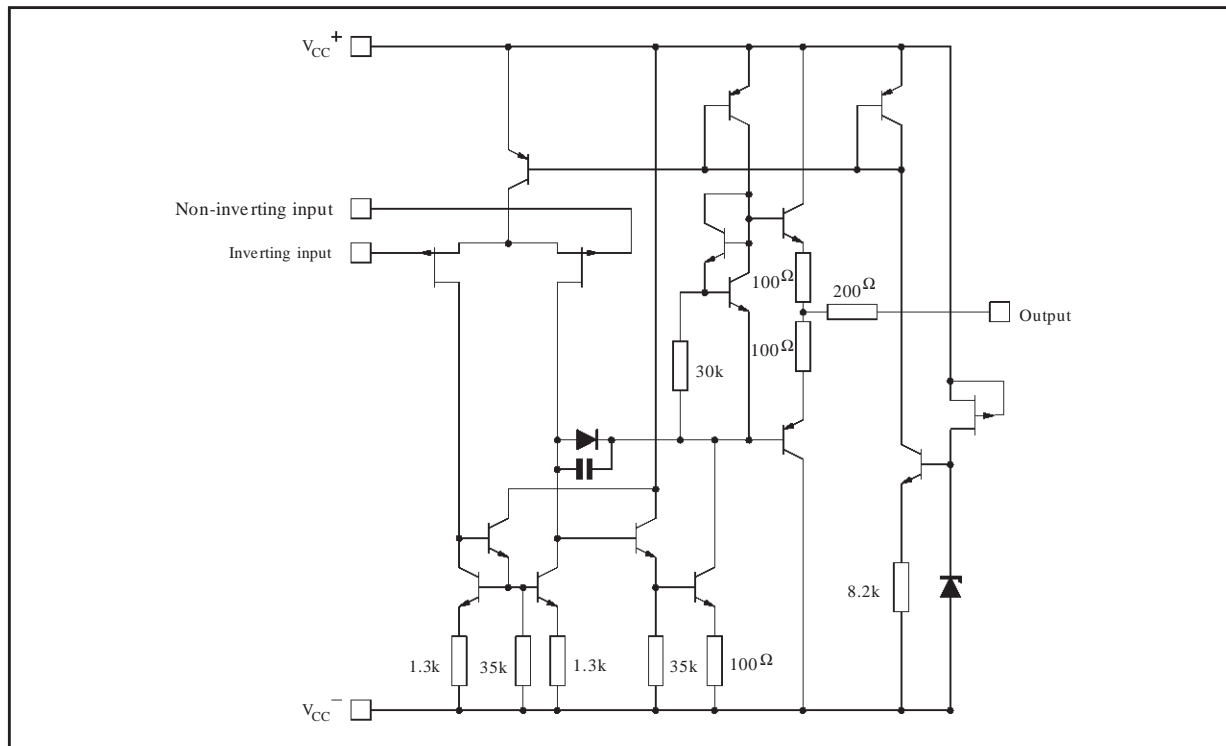 VCC+
Non-inverting input
Inverting input
100Ω
200Ω
Output
100Ω
30k
8.2k
1.3k
35k
1.3k
35k
100Ω
VCC−